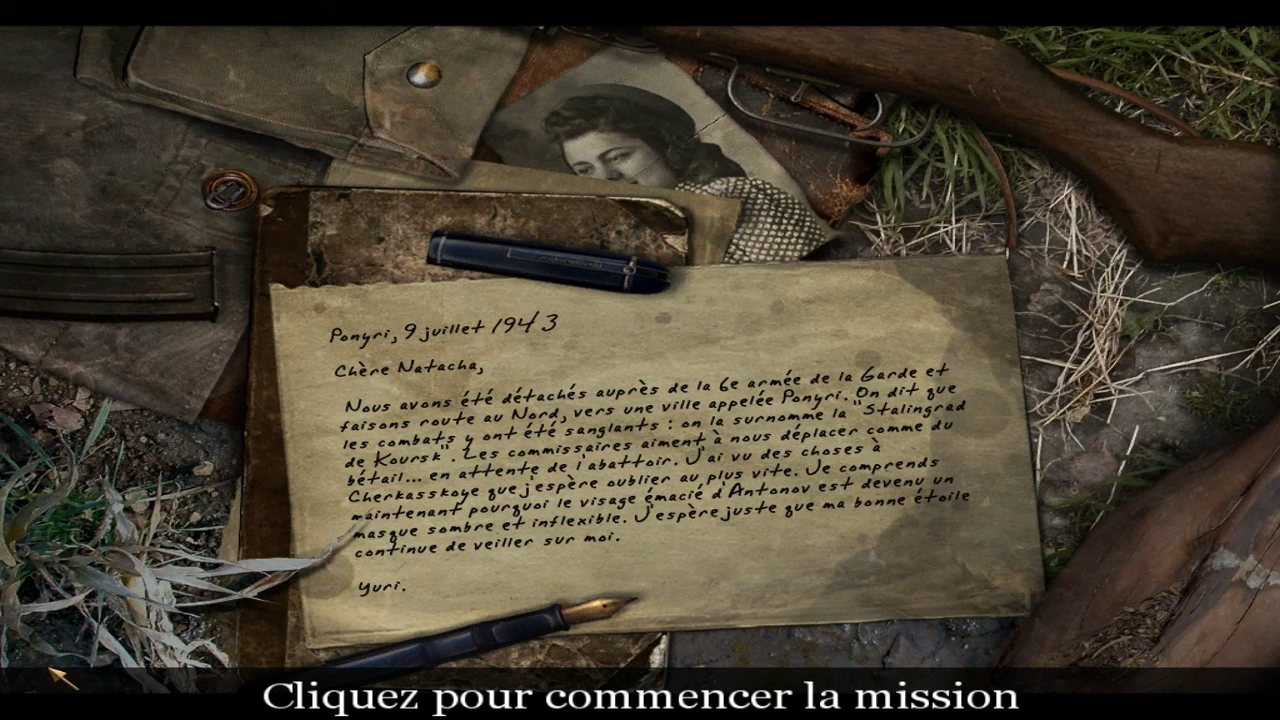 Ponyri, 9 juillet 1943
Chère Natacha,
Nous avons été détachés auprès de la 6e armée de la Garde et
faisons route au Nord, vers une ville appelée Ponyri. On dit que
les combats y ont été sanglants : on la surnomme la "Stalingrad
de Koursk". Les commissaires aiment à nous déplacer comme du
bétail... en attente de l'abattoir. J'ai vu des choses à
Cherkasskoye que j'espère oublier au plus vite. Je comprends
maintenant pourquoi le visage émacié d'Antonov est devenu un
masque sombre et inflexible. J'espère juste que ma bonne étoile
continue de veiller sur moi.
Yuri.
Cliquez pour commencer la mission